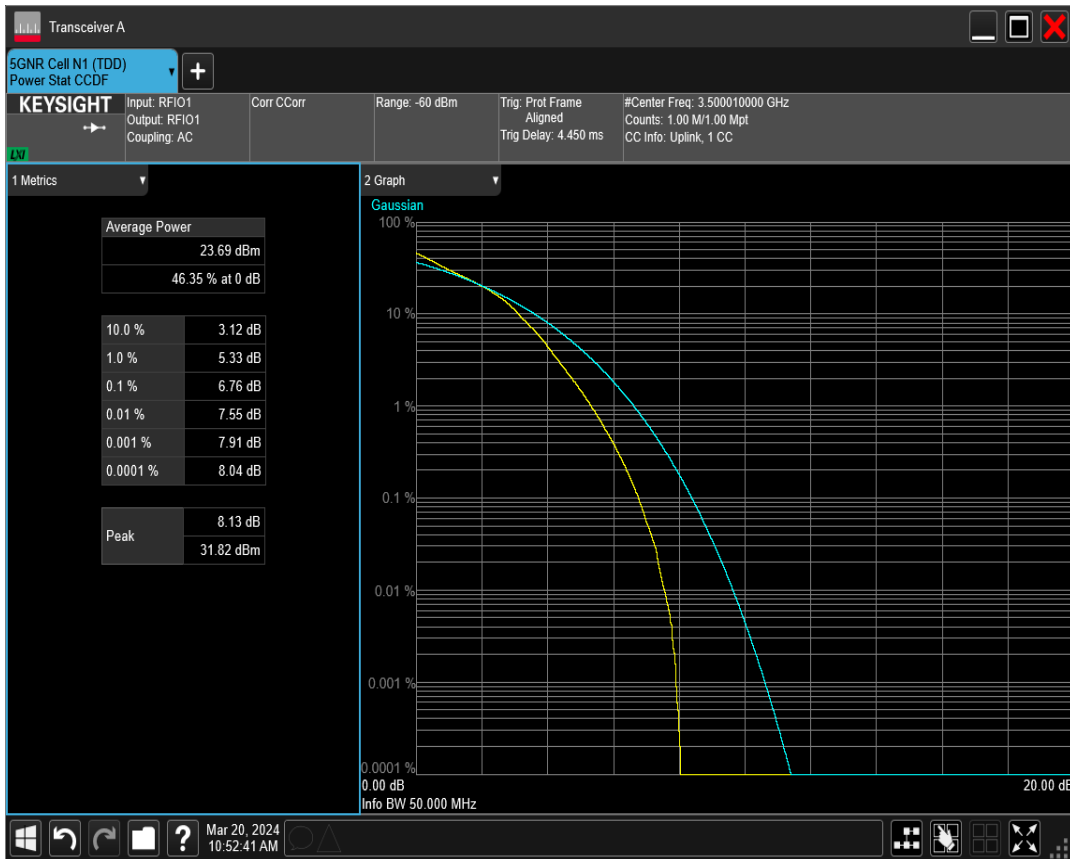 Transceiver A
5GNR Cell N1 (TDD)
Power Stat CCDF
+
KEYSIGHT
LXI
Input: RFIO1
Output: RFIO1
Coupling: AC
Corr CCorr
Range: -60 dBm
Trig: Prot Frame
Aligned
Trig Delay: 4.450 ms
#Center Freq: 3.500010000 GHz
Counts: 1.00 M/1.00 Mpt
CC Info: Uplink, 1 CC
1 Metrics
Average Power
23.69 dBm
46.35 % at 0 dB
10.0 % 3.12 dB
1.0 % 5.33 dB
0.1 % 6.76 dB
0.01 % 7.55 dB
0.001 % 7.91 dB
0.0001 % 8.04 dB
Peak
8.13 dB
31.82 dBm
2 Graph
Gaussian
100 %
10 %
1 %
0.1 %
0.01 %
0.001 %
0.0001 %
0.00 dB 20.00 dB
Info BW 50.000 MHz
?
Mar 20, 2024
10:52:41 AM